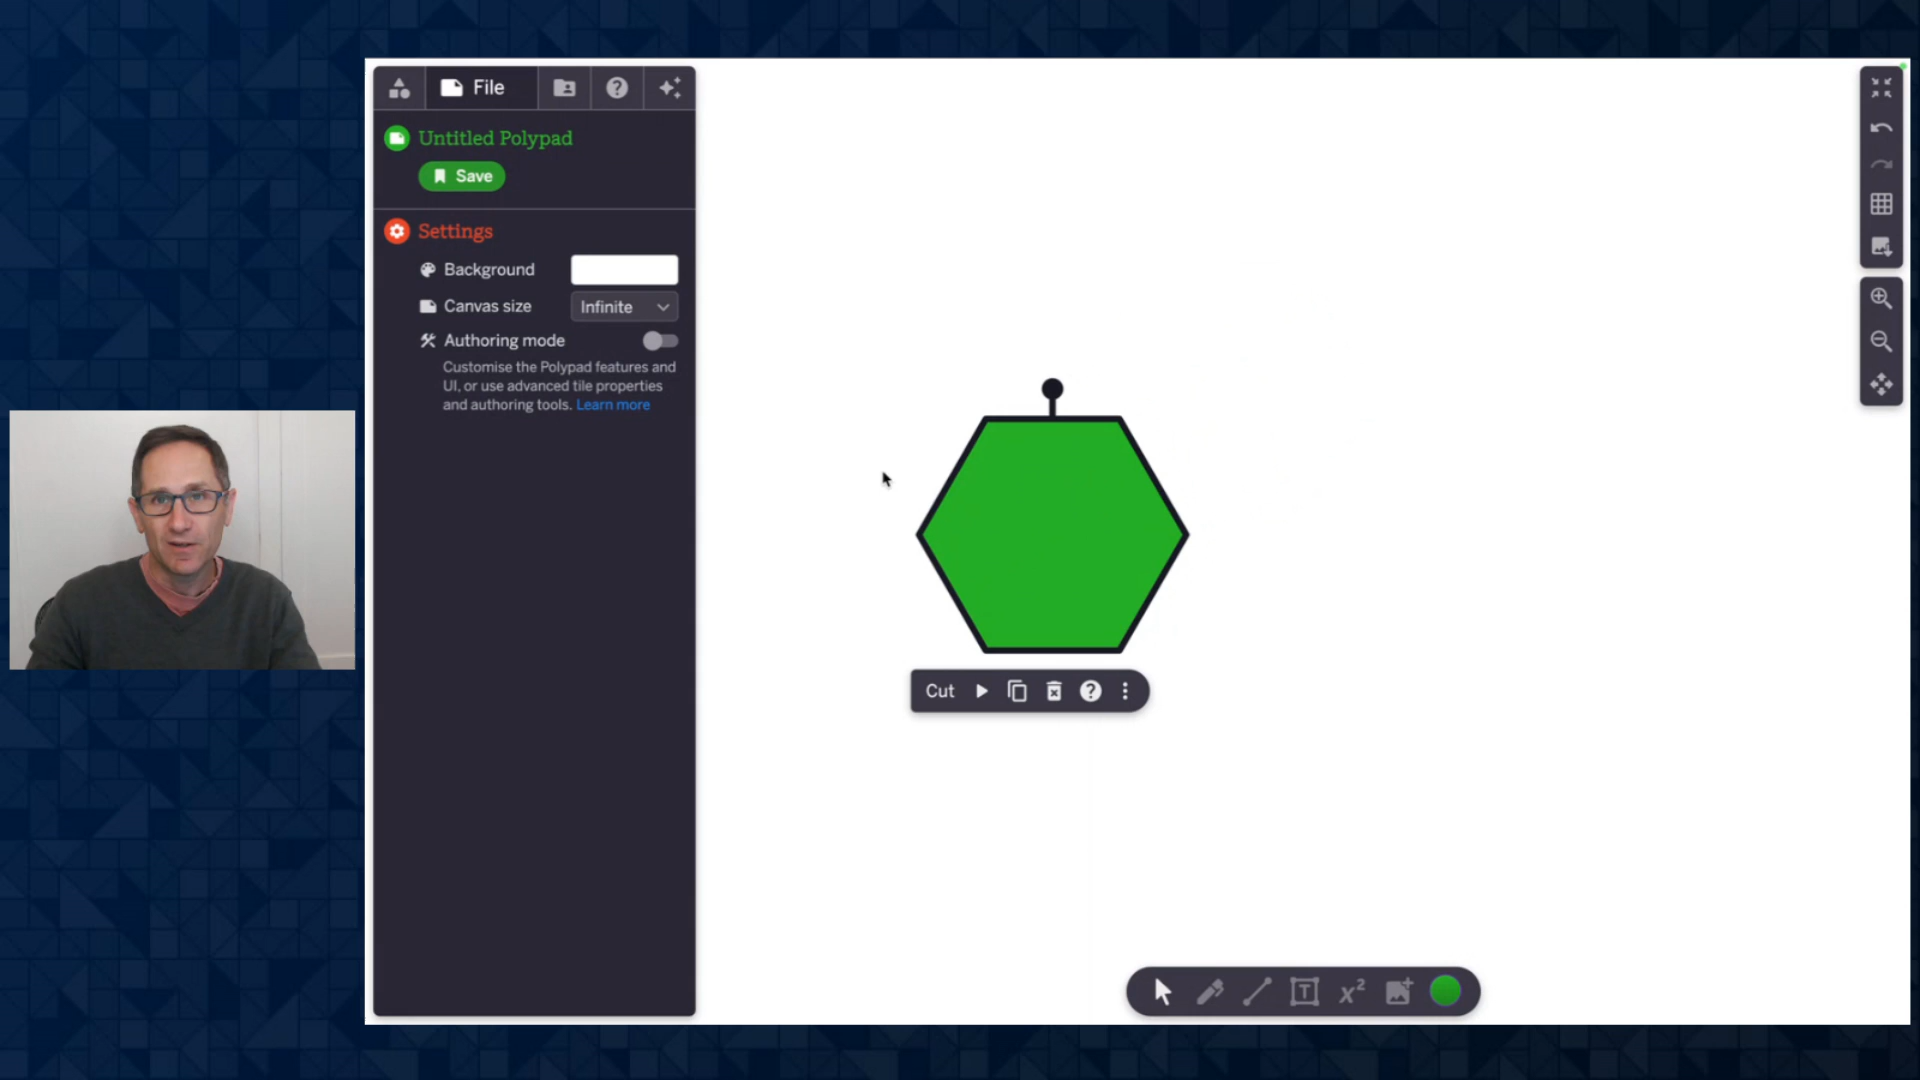 File
Untitled Polypad
Save
Settings
Background
Canvas size
Infinite
Authoring mode
Customise the Polypad features and
UI, or use advanced tile properties
and authoring tools. Learn more
Cut
T
x²